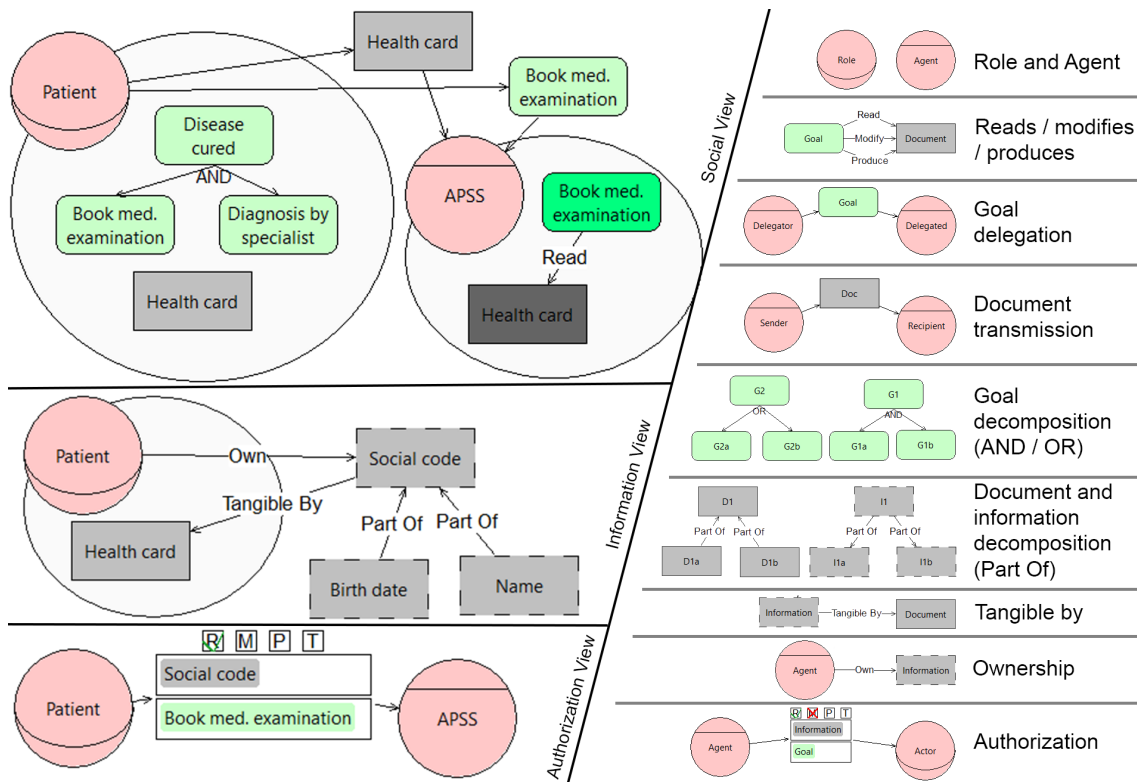 Patient
Health card
Book med.
examination
Disease
cured
AND
Book med.
examination
Diagnosis by
specialist
Health card
APSS
Book med.
examination
Read
Health card
Social View
Patient
Own
Social code
Tangible By
Health card
Part Of
Part Of
Birth date
Name
Information View
R M P T
Patient
Social code
Book med. examination
APSS
Authorization View
Role
Agent
Role and Agent
Goal
Read
Modify
Produce
Document
Reads / modifies
/ produces
Delegator
Goal
Delegated
Goal
delegation
Sender
Doc
Recipient
Document
transmission
G2
OR
G2a
G2b
G1
AND
G1a
G1b
Goal
decomposition
(AND / OR)
D1
Part Of
Part Of
D1a
D1b
I1
Part Of
Part Of
I1a
I1b
Document and
information
decomposition
(Part Of)
Information
Tangible By
Document
Tangible by
Agent
Own
Information
Ownership
R M P T
Agent
Information
Goal
Actor
Authorization